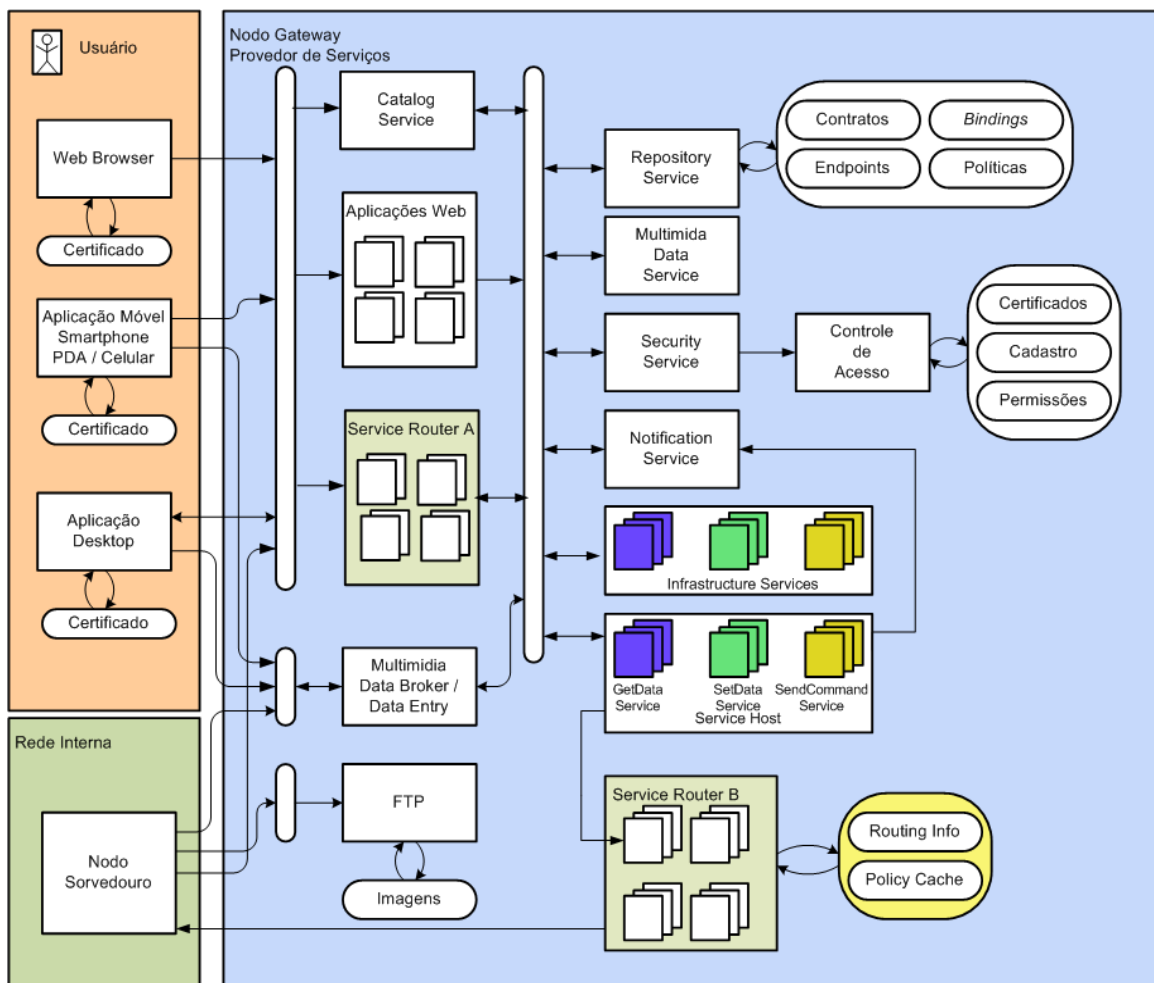 Usuário
Web Browser
Certificado
Aplicação Móvel
Smartphone
PDA / Celular
Certificado
Aplicação
Desktop
Certificado
Rede Interna
Nodo
Sorvedouro
Nodo Gateway
Provedor de Serviços
Catalog
Service
Aplicações Web
Service Router A
Multimidia
Data Broker /
Data Entry
FTP
Imagens
Repository
Service
Contratos
Bindings
Endpoints
Políticas
Multimida
Data
Service
Security
Service
Controle
de
Acesso
Certificados
Cadastro
Permissões
Notification
Service
Infrastructure Services
GetData
Service
SetData
Service
SendCommand
Service
Service Host
Service Router B
Routing Info
Policy Cache